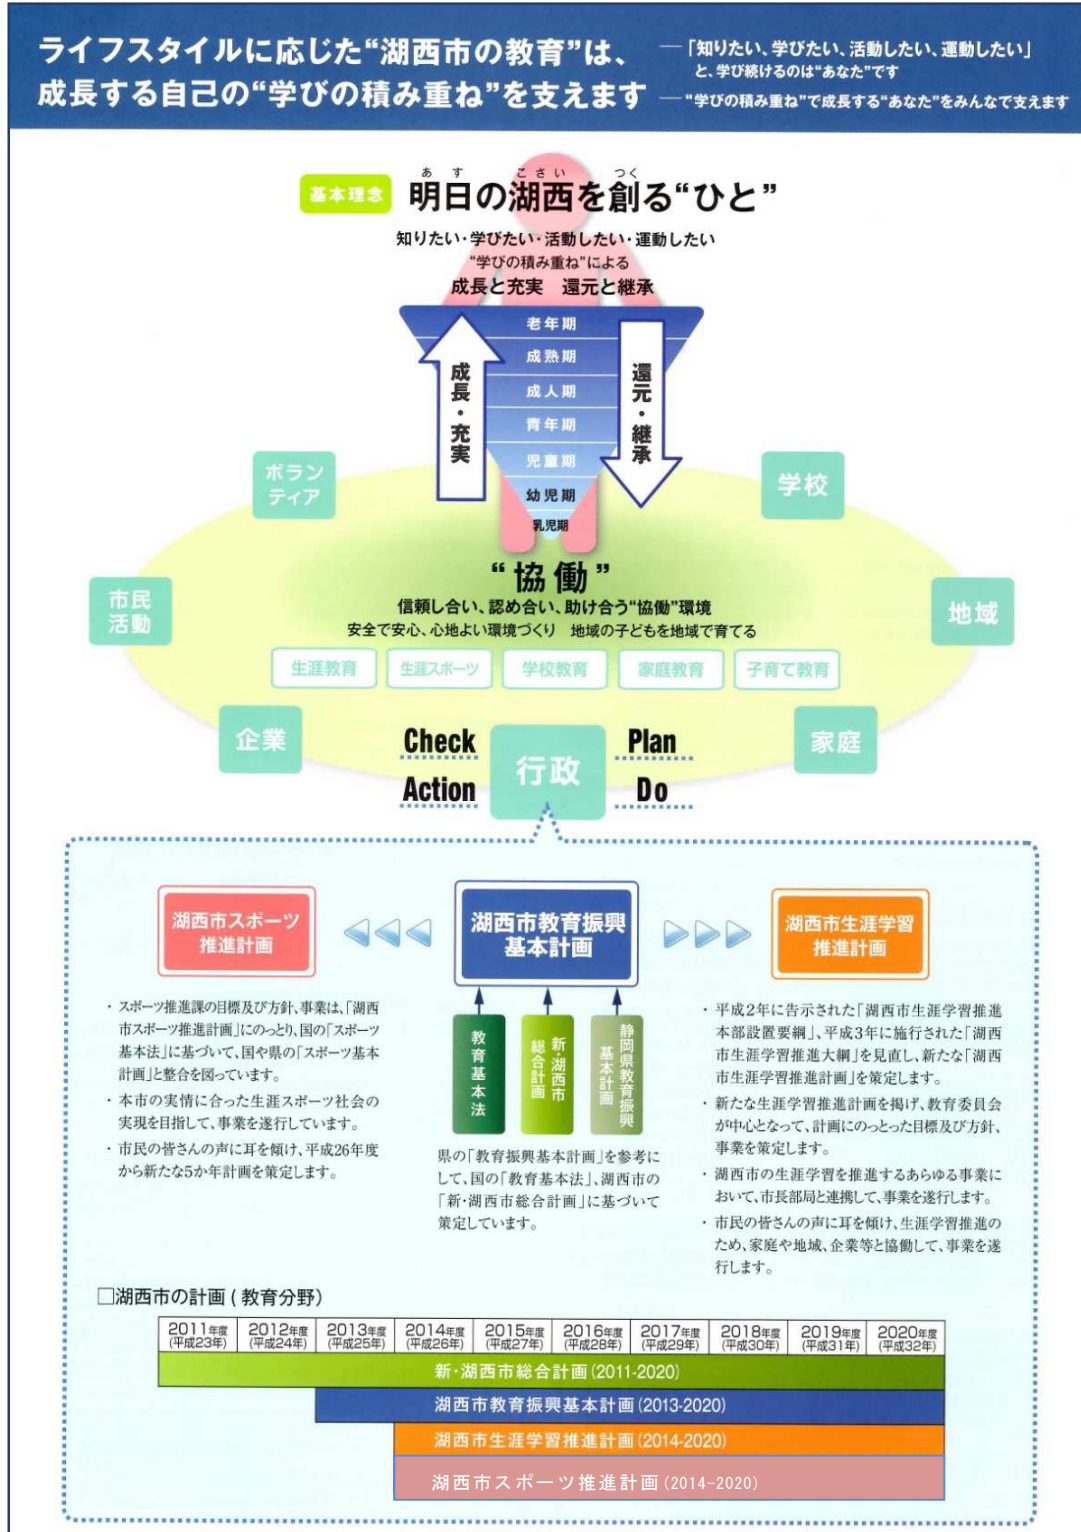 ライフスタイルに応じた“湖西市の教育”は、
成長する自己の“学びの積み重ね”を支えます
―「知りたい、学びたい、活動したい、運動したい」
と、学び続けるのは“あなた”です
―“学びの積み重ね”で成長する“あなた”をみんなで支えます
基本理念
あす こさい つく
明日の湖西を創る“ひと”
知りたい・学びたい・活動したい・運動したい
“学びの積み重ね”による
成長と充実 還元と継承
老年期
成熟期
成人期
青年期
児童期
幼児期
乳児期
成長・充実
還元・継承
ボラン
ティア
学校
市民
活動
地域
“協働”
信頼し合い、認め合い、助け合う“協働”環境
安全で安心、心地よい環境づくり 地域の子どもを地域で育てる
生涯教育 生涯スポーツ 学校教育 家庭教育 子育て教育
企業
家庭
Check
Action
行政
Plan
Do
湖西市スポーツ
推進計画
湖西市教育振興
基本計画
湖西市生涯学習
推進計画
・スポーツ推進課の目標及び方針、事業は、「湖西
市スポーツ推進計画」にのっとり、国の「スポーツ
基本法」に基づいて、国や県の「スポーツ基本
計画」と整合を図っています。
・本市の実情に合った生涯スポーツ社会の
実現を目指して、事業を遂行しています。
・市民の皆さんの声に耳を傾け、平成26年度
から新たな5か年計画を策定します。
教育基本法
新・湖西市
総合計画
静岡県教育振興
基本計画
県の「教育振興基本計画」を参考に
して、国の「教育基本法」、湖西市の
「新・湖西市総合計画」に基づいて
策定しています。
・平成2年に告示された「湖西市生涯学習推進
本部設置要綱」、平成3年に施行された「湖西
市生涯学習推進大綱」を見直し、新たな「湖西
市生涯学習推進計画」を策定します。
・新たな生涯学習推進計画を掲げ、教育委員会
が中心となって、計画にのっとった目標及び方針、
事業を策定します。
・湖西市の生涯学習を推進するあらゆる事業に
おいて、市長部局と連携して、事業を遂行します。
・市民の皆さんの声に耳を傾け、生涯学習推進の
ため、家庭や地域、企業等と協働して、事業を遂
行します。
□湖西市の計画(教育分野)
2011年度 2012年度 2013年度 2014年度 2015年度 2016年度 2017年度 2018年度 2019年度 2020年度
(平成23年) (平成24年) (平成25年) (平成26年) (平成27年) (平成28年) (平成29年) (平成30年) (平成31年) (平成32年)
新・湖西市総合計画(2011-2020)
湖西市教育振興基本計画(2013-2020)
湖西市生涯学習推進計画(2014-2020)
湖西市スポーツ推進計画(2014-2020)